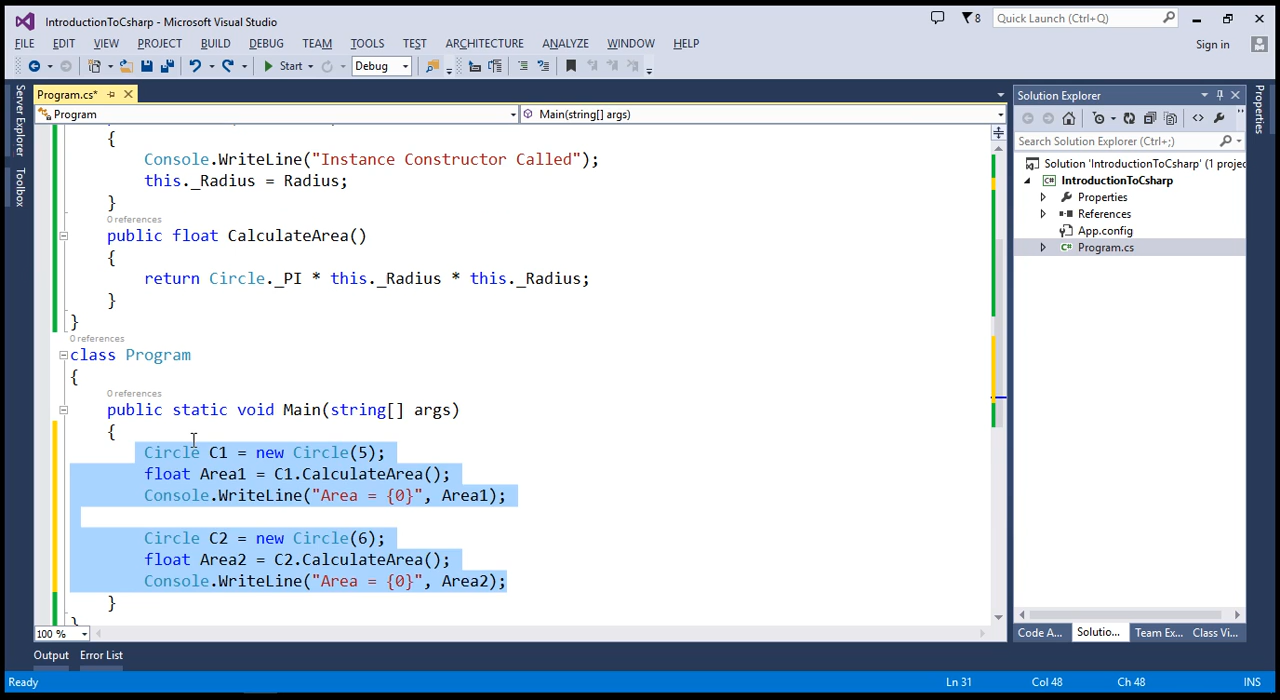 IntroductionToCsharp - Microsoft Visual Studio
8
Quick Launch (Ctrl+Q)
FILE EDIT VIEW PROJECT BUILD DEBUG TEAM TOOLS TEST ARCHITECTURE ANALYZE WINDOW HELP
Sign in
Start
Debug
Server Explorer
Toolbox
Program.cs*
Program
Main(string[] args)
{
Console.WriteLine("Instance Constructor Called");
this._Radius = Radius;
}
0 references
public float CalculateArea()
{
return Circle._PI * this._Radius * this._Radius;
}
}
0 references
class Program
{
0 references
public static void Main(string[] args)
{
Circle C1 = new Circle(5);
float Area1 = C1.CalculateArea();
Console.WriteLine("Area = {0}", Area1);
Circle C2 = new Circle(6);
float Area2 = C2.CalculateArea();
Console.WriteLine("Area = {0}", Area2);
}
}
100 %
Solution Explorer
Search Solution Explorer (Ctrl+;)
Solution 'IntroductionToCsharp' (1 projec
C# IntroductionToCsharp
Properties
References
App.config
C# Program.cs
Code A... Solutio... Team Ex... Class Vi...
Properties
Output Error List
Ready
Ln 31 Col 48 Ch 48 INS